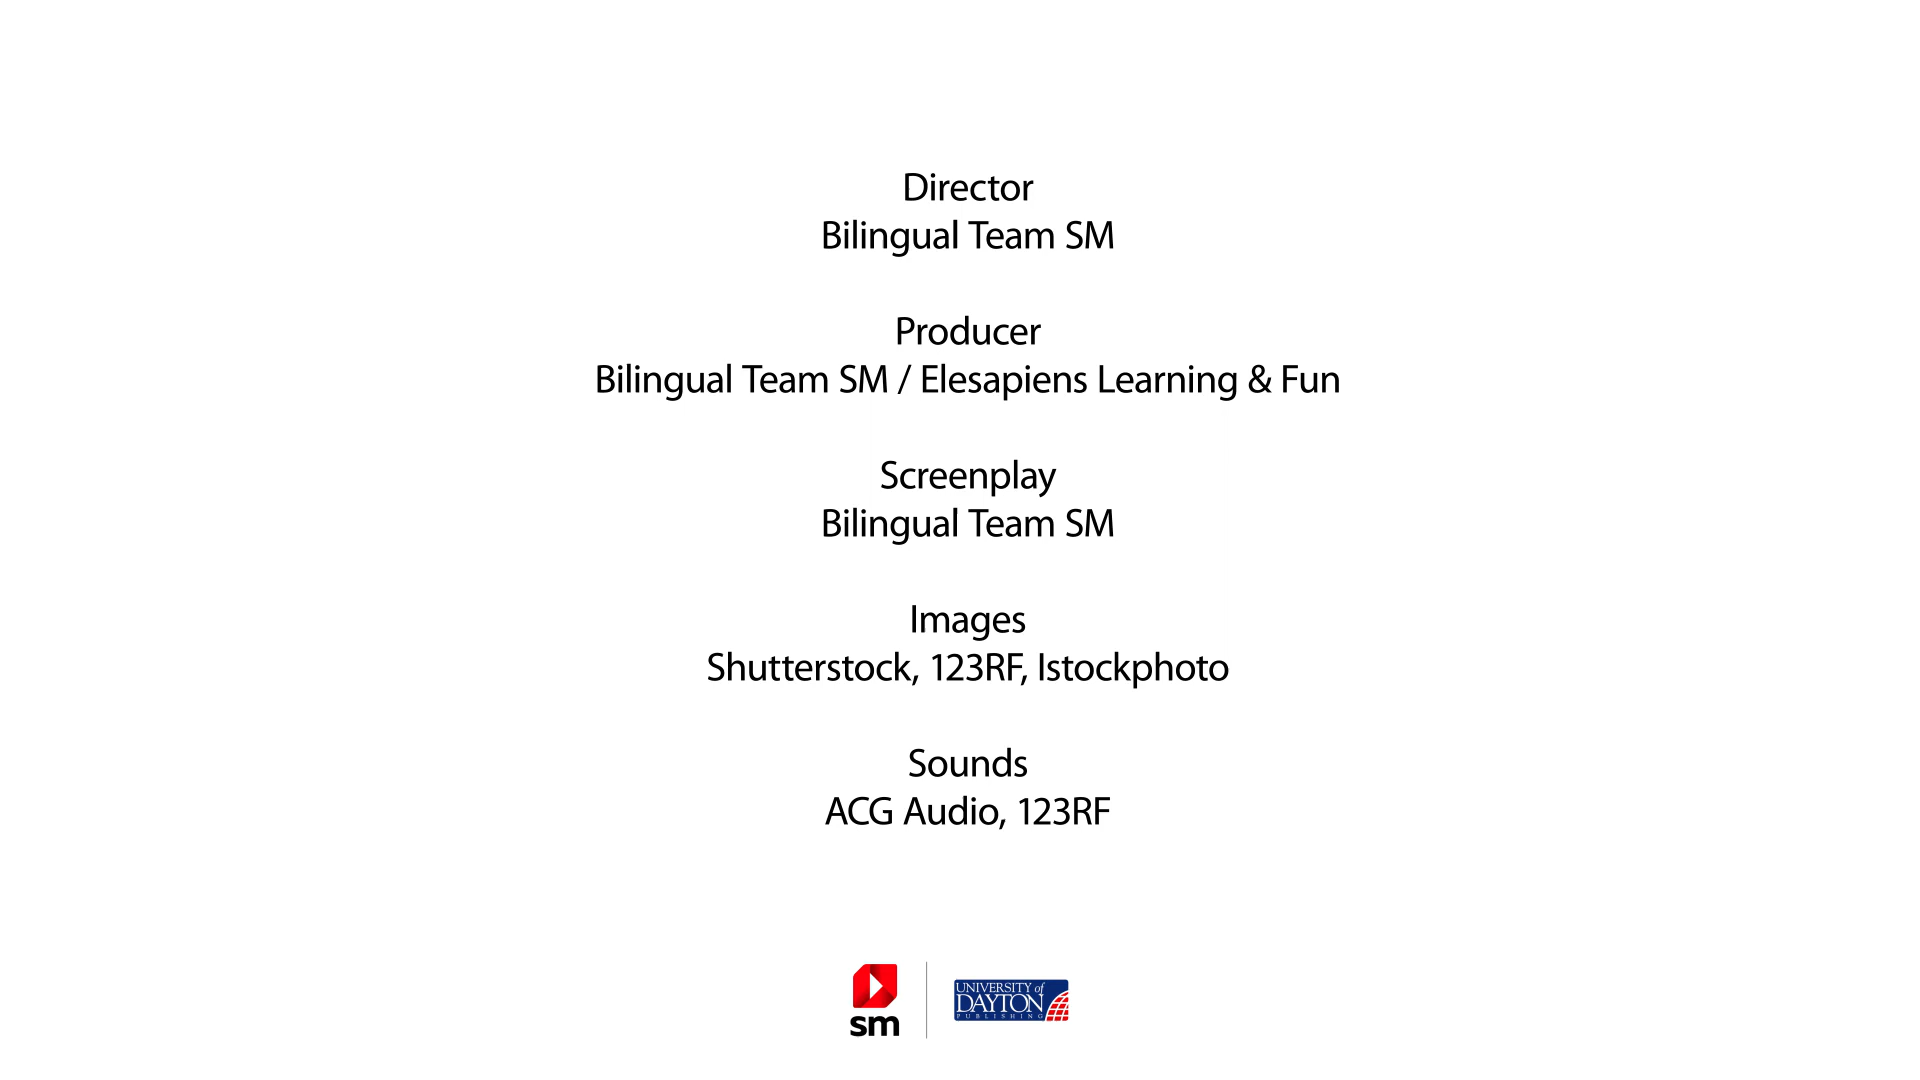 Director
Bilingual Team SM
Producer
Bilingual Team SM / Elesapiens Learning & Fun
Screenplay
Bilingual Team SM
Images
Shutterstock, 123RF, Istockphoto
Sounds
ACG Audio, 123RF
sm
UNIVERSITY of
DAYTON
PUBLISHING